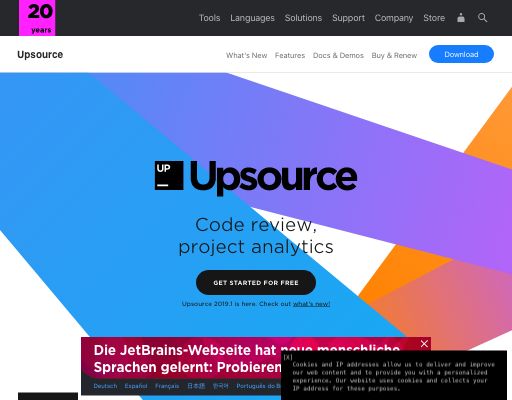 20
years
Tools Languages Solutions Support Company Store
Upsource
What's New Features Docs & Demos Buy & Renew Download
UP
Upsource
Code review,
project analytics
GET STARTED FOR FREE
Upsource 2019.1 is here. Check out what's new!
Die JetBrains-Webseite hat neue menschliche
Sprachen gelernt: Probieren
Deutsch Español Français 日本語 한국어 Português do
[X]
Cookies and IP addresses allow us to deliver and improve
our web content and to provide you with a personalized
experience. Our website uses cookies and collects your
IP address for these purposes.